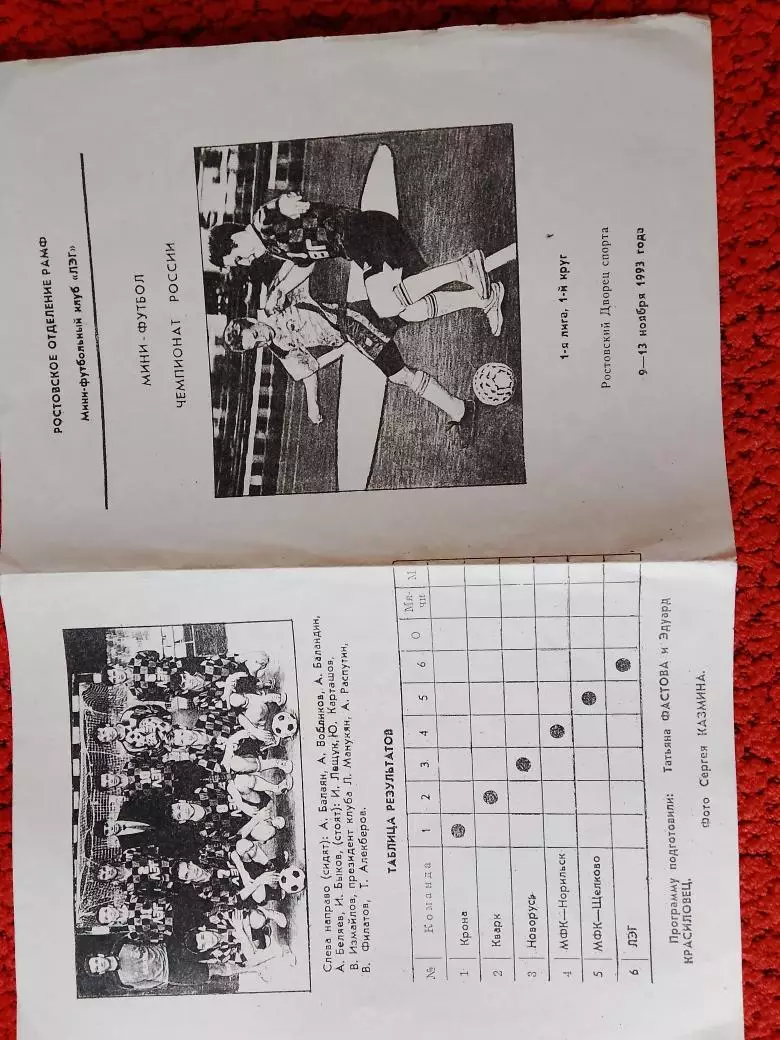 РОСТОВСКОЕ ОТДЕЛЕНИЕ РАМФ
Мини-футбольный клуб «ЛЭГ»
МИНИ-ФУТБОЛ
ЧЕМПИОНАТ РОССИИ
1-я лига, 1-й круг
Ростовский Дворец спорта
9—13 ноября 1993 года
Слева направо (сидят): А. Балаян, А. Вобликов, А. Баландин,
А. Беляев, И. Быков, (стоят): И. Лещук, Ю. Карташов,
В. Измайлов, президент клуба Л. Манукян, А. Распутин,
В. Филатов, Т. Алекберов.
ТАБЛИЦА РЕЗУЛЬТАТОВ
№ Команда 1 2 3 4 5 6 О Мя-чи М
1 Крона
2 Кварк
3 Новорусь
4 МФК—Норильск
5 МФК—Щелково
6 ЛЭГ
Программу подготовили: Татьяна ФАСТОВА и Эдуард
КРАСИЛОВЕЦ.
Фото Сергея КАЗМИНА.